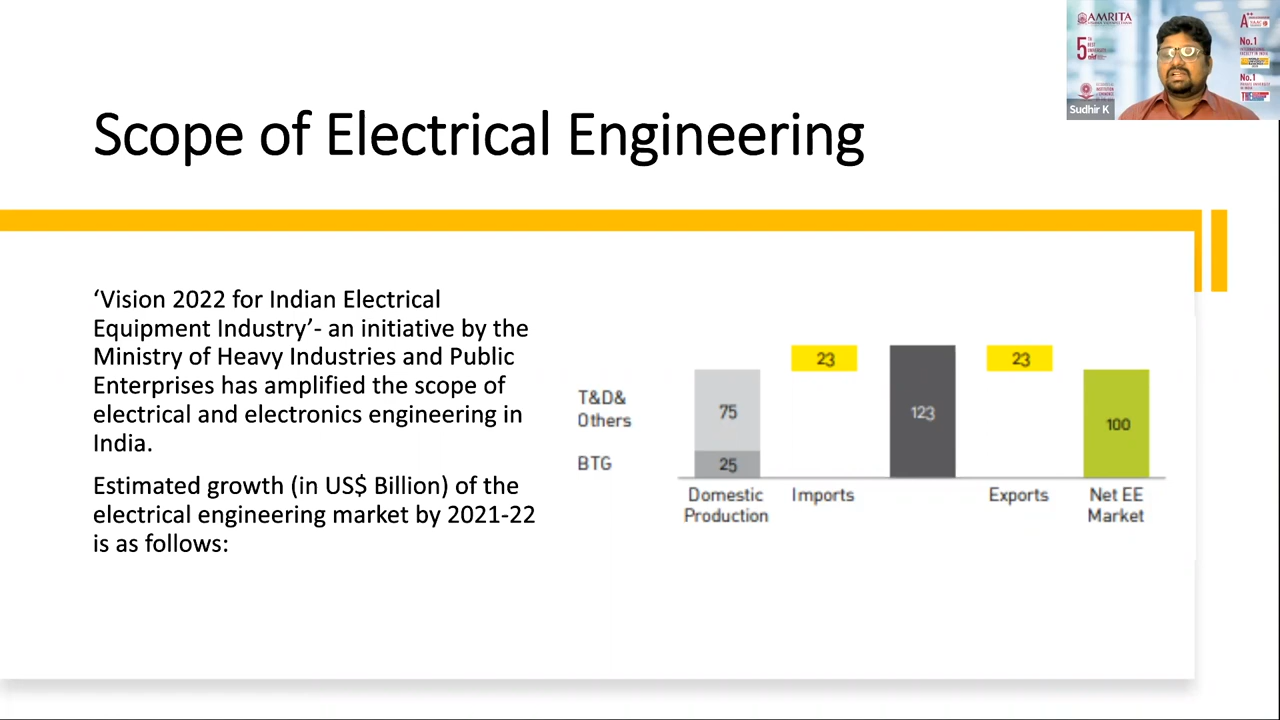 Scope of Electrical Engineering
AMRITA
5
A++
No.1
No.1
Sudhir K
‘Vision 2022 for Indian Electrical
Equipment Industry’- an initiative by the
Ministry of Heavy Industries and Public
Enterprises has amplified the scope of
electrical and electronics engineering in
India.
Estimated growth (in US$ Billion) of the
electrical engineering market by 2021-22
is as follows:
T&D&
Others
BTG
75
25
23
123
23
100
Domestic
Production
Imports
Exports
Net EE
Market